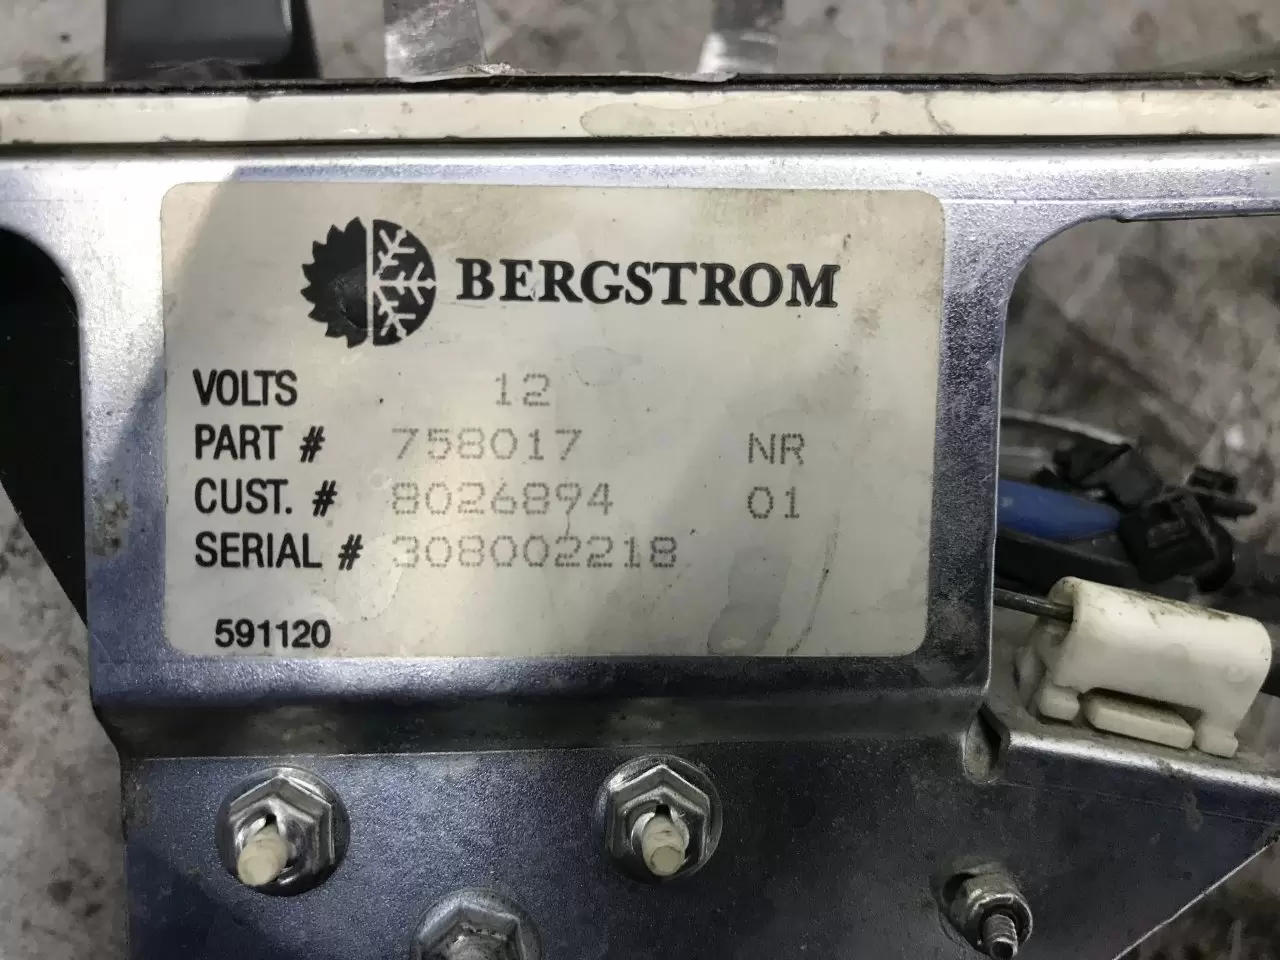 BERGSTROM
VOLTS 12
PART # 758017 NR
CUST. # 8026894 01
SERIAL # 308002218
591120